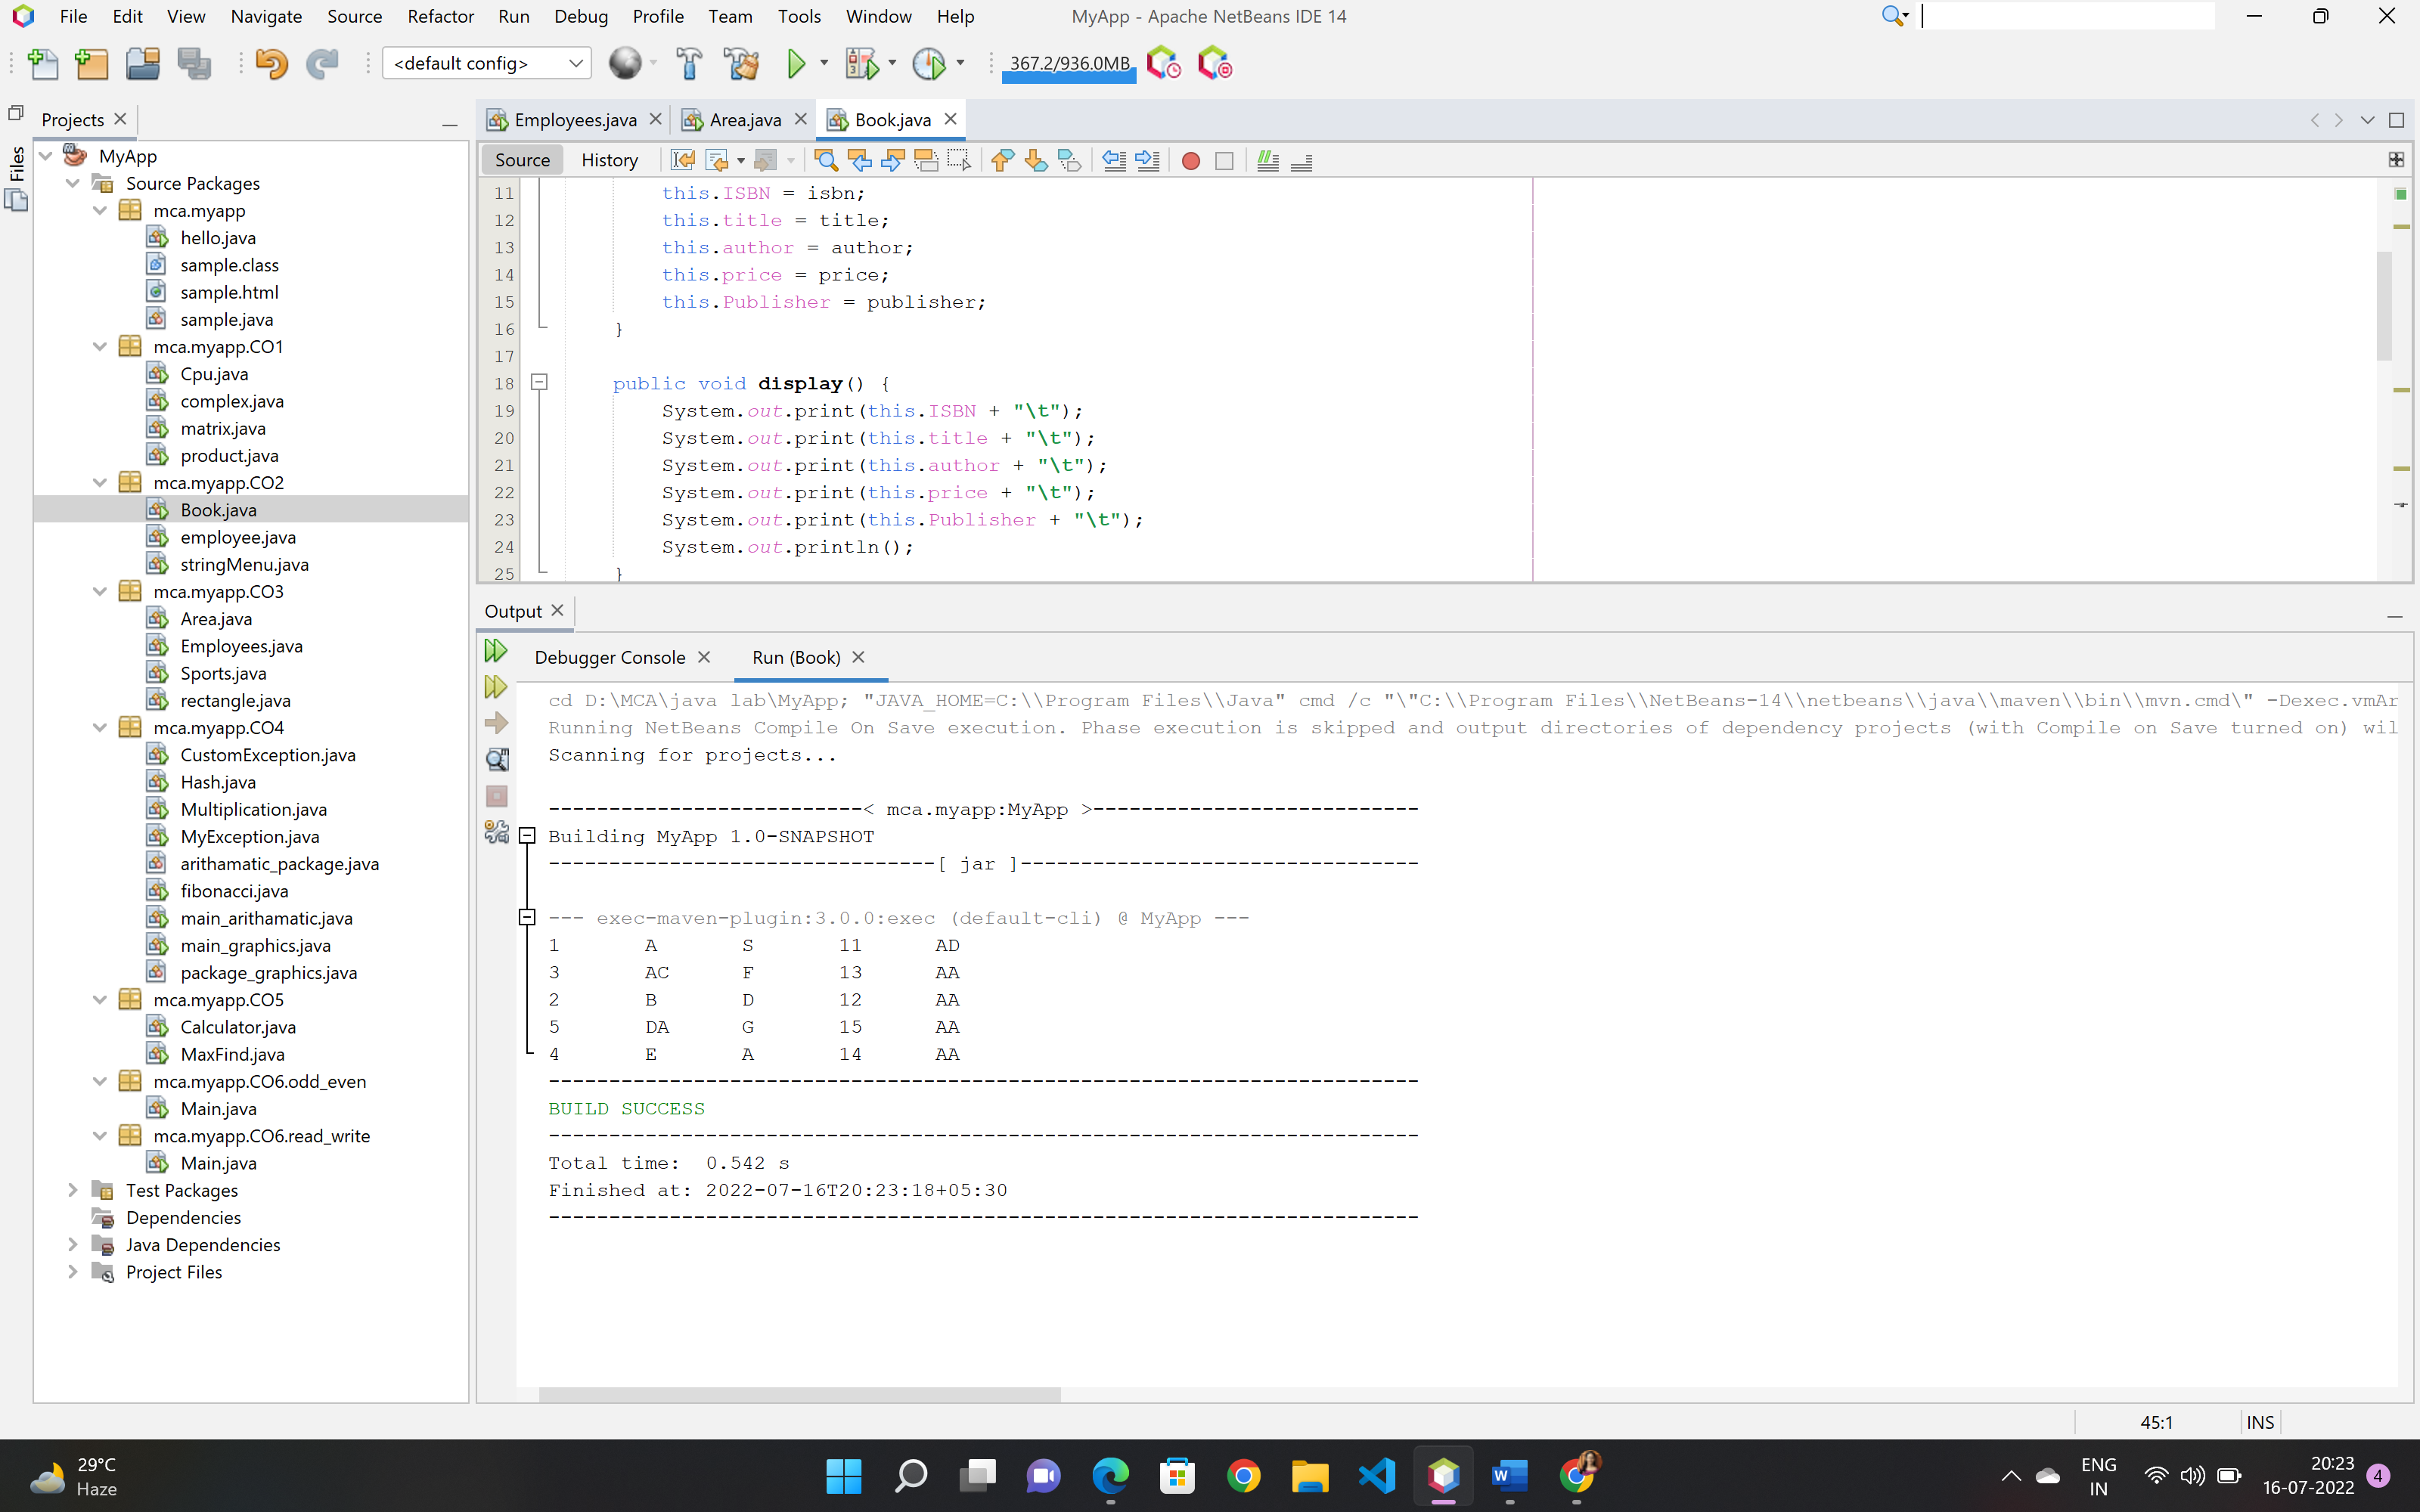 File Edit View Navigate Source Refactor Run Debug Profile Team Tools Window Help MyApp - Apache NetBeans IDE 14
<default config> 367.2/936.0MB
Files
Projects
MyApp
Source Packages
mca.myapp
hello.java
sample.class
sample.html
sample.java
mca.myapp.CO1
Cpu.java
complex.java
matrix.java
product.java
mca.myapp.CO2
Book.java
employee.java
stringMenu.java
mca.myapp.CO3
Area.java
Employees.java
Sports.java
rectangle.java
mca.myapp.CO4
CustomException.java
Hash.java
Multiplication.java
MyException.java
arithamatic_package.java
fibonacci.java
main_arithamatic.java
main_graphics.java
package_graphics.java
mca.myapp.CO5
Calculator.java
MaxFind.java
mca.myapp.CO6.odd_even
Main.java
mca.myapp.CO6.read_write
Main.java
Test Packages
Dependencies
Java Dependencies
Project Files
Employees.java Area.java Book.java
Source History
11 this.ISBN = isbn;
12 this.title = title;
13 this.author = author;
14 this.price = price;
15 this.Publisher = publisher;
16 }
17
18 public void display() {
19 System.out.print(this.ISBN + "\t");
20 System.out.print(this.title + "\t");
21 System.out.print(this.author + "\t");
22 System.out.print(this.price + "\t");
23 System.out.print(this.Publisher + "\t");
24 System.out.println();
25 }
Output
Debugger Console Run (Book)
cd D:\MCA\java lab\MyApp; "JAVA_HOME=C:\\Program Files\\Java" cmd /c "\"C:\\Program Files\\NetBeans-14\\netbeans\\java\\maven\\bin\\mvn.cmd\" -Dexec.vmAr
Running NetBeans Compile On Save execution. Phase execution is skipped and output directories of dependency projects (with Compile on Save turned on) wil
Scanning for projects...
--------------------------< mca.myapp:MyApp >---------------------------
Building MyApp 1.0-SNAPSHOT
--------------------------------[ jar ]---------------------------------
--- exec-maven-plugin:3.0.0:exec (default-cli) @ MyApp ---
1 A S 11 AD
3 AC F 13 AA
2 B D 12 AA
5 DA G 15 AA
4 E A 14 AA
------------------------------------------------------------------------
BUILD SUCCESS
------------------------------------------------------------------------
Total time: 0.542 s
Finished at: 2022-07-16T20:23:18+05:30
------------------------------------------------------------------------
45:1 INS
29°C
Haze
ENG
IN
20:23
16-07-2022
4